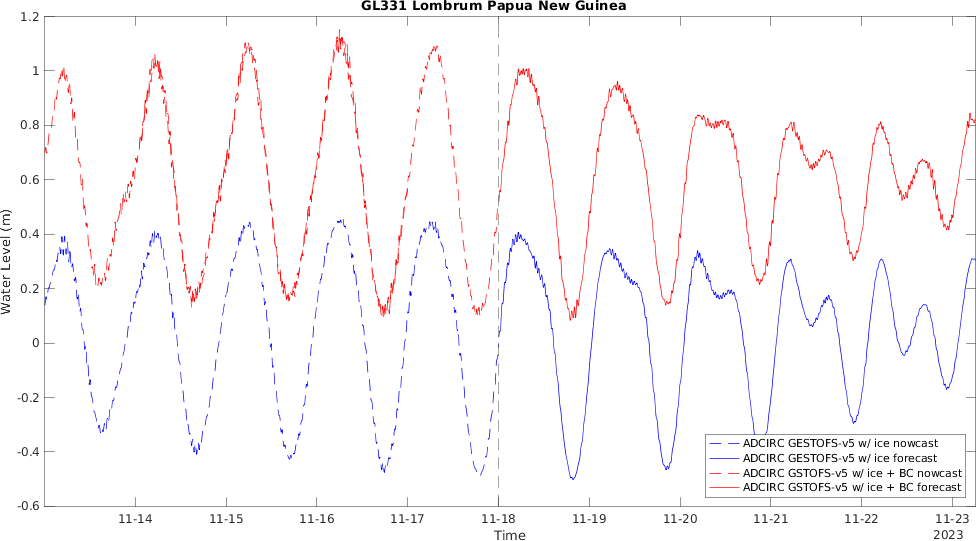 GL331 Lombrum Papua New Guinea
1.2
1
0.8
0.6
0.4
0.2
0
-0.2
-0.4
-0.6
Water Level (m)
ADCIRC GESTOFS-v5 w/ ice nowcast
ADCIRC GESTOFS-v5 w/ ice forecast
ADCIRC GSTOFS-v5 w/ ice + BC nowcast
ADCIRC GSTOFS-v5 w/ ice + BC forecast
11-14 11-15 11-16 11-17 11-18 11-19 11-20 11-21 11-22 11-23
Time 2023